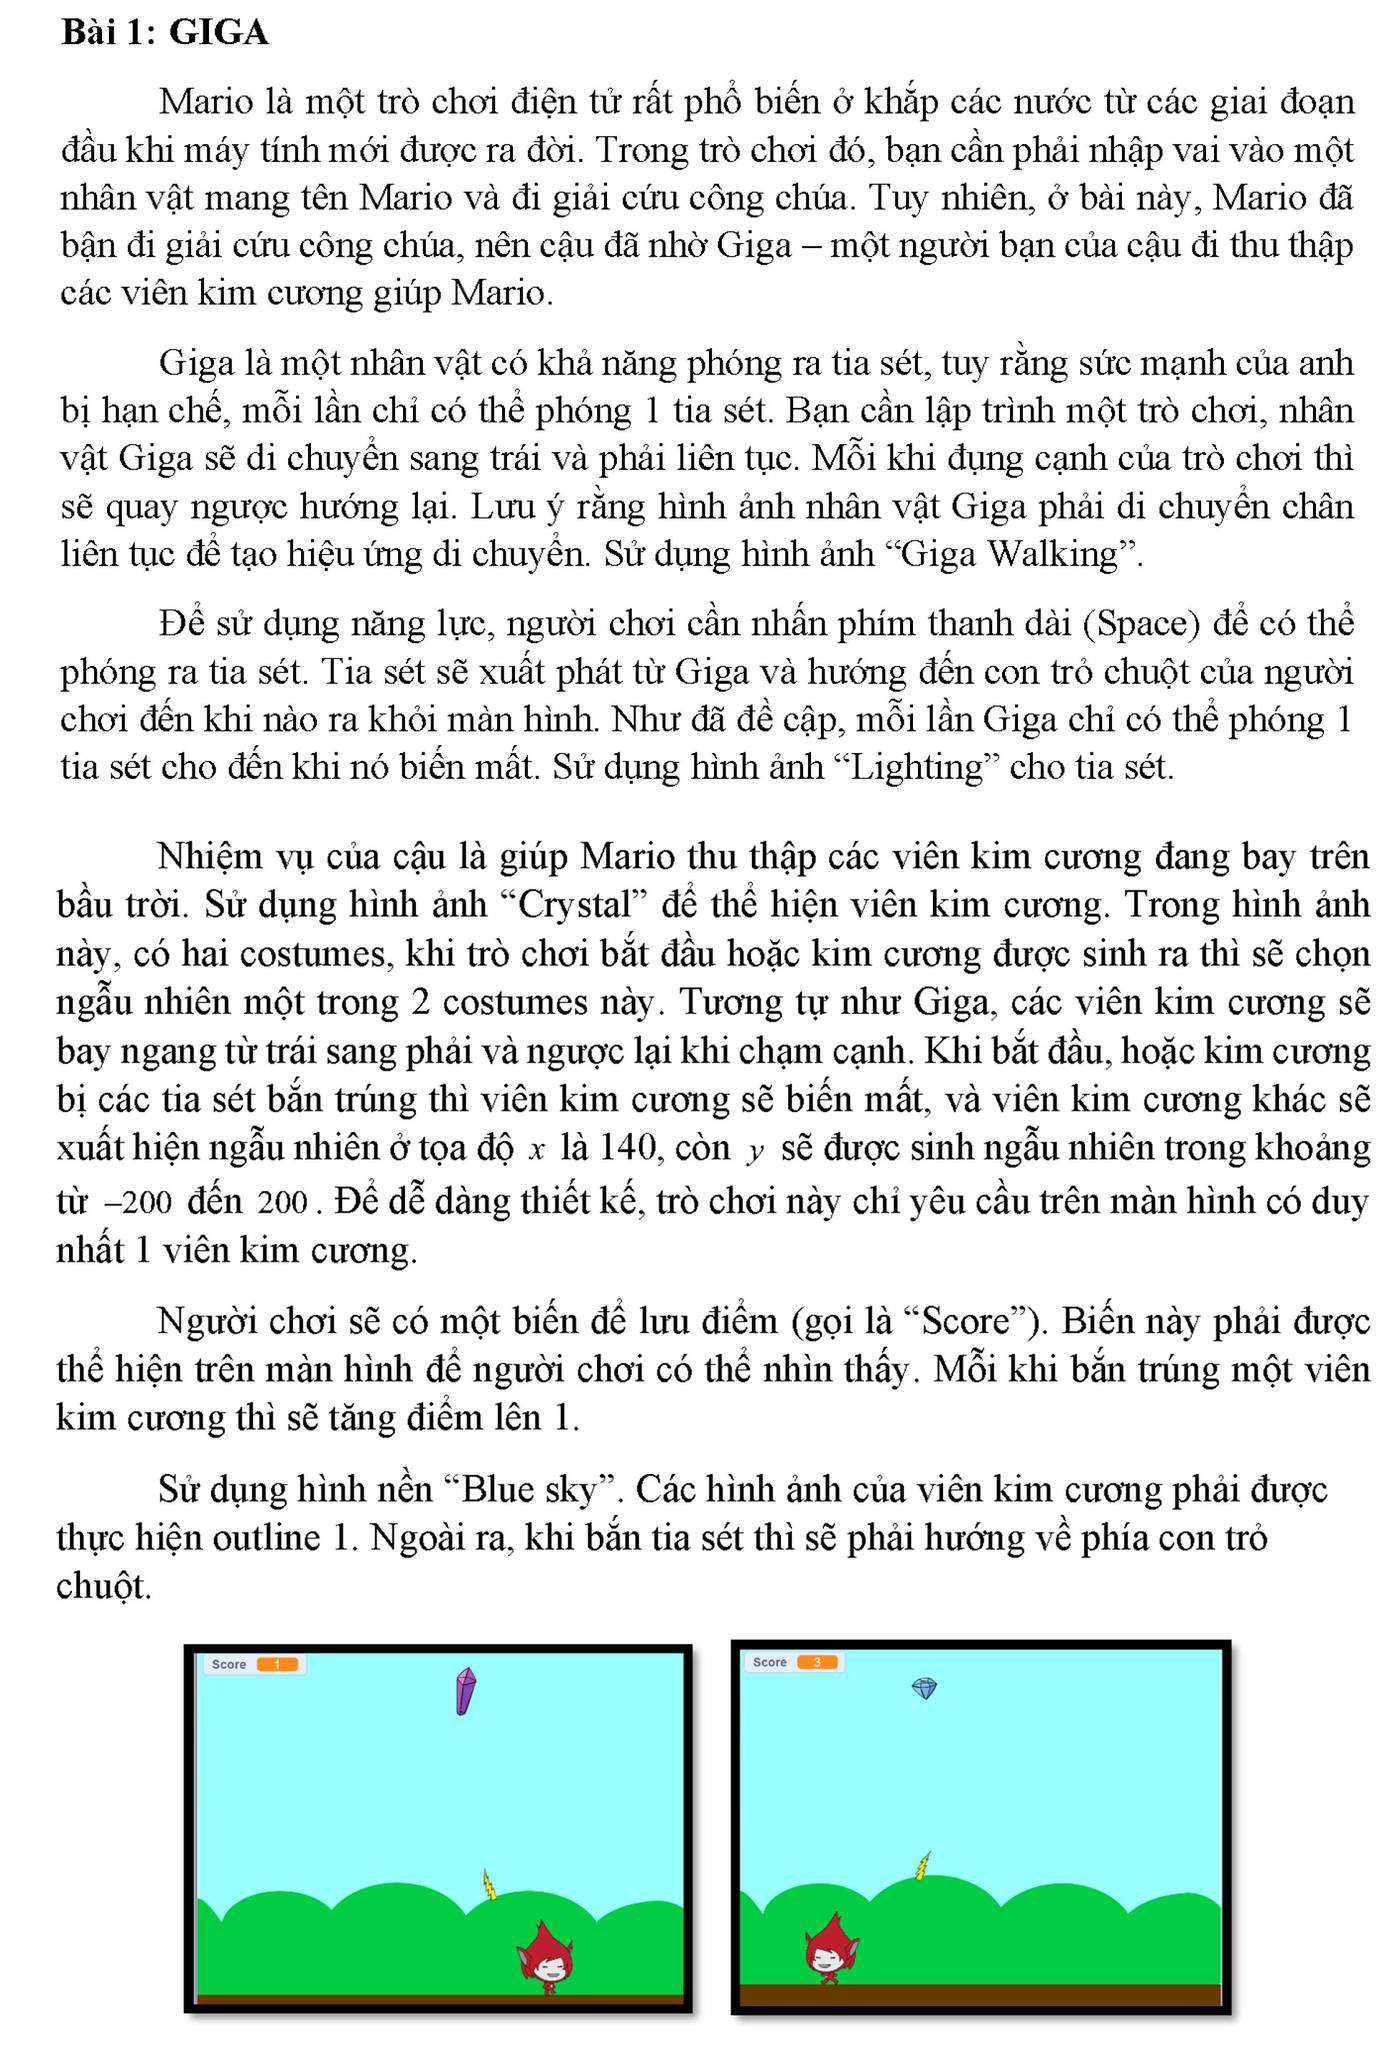 Bài 1: GIGA
Mario là một trò chơi điện tử rất phổ biến ở khắp các nước từ các giai đoạn
đầu khi máy tính mới được ra đời. Trong trò chơi đó, bạn cần phải nhập vai vào một
nhân vật mang tên Mario và đi giải cứu công chúa. Tuy nhiên, ở bài này, Mario đã
bận đi giải cứu công chúa, nên cậu đã nhờ Giga – một người bạn của cậu đi thu thập
các viên kim cương giúp Mario.
Giga là một nhân vật có khả năng phóng ra tia sét, tuy rằng sức mạnh của anh
bị hạn chế, mỗi lần chỉ có thể phóng 1 tia sét. Bạn cần lập trình một trò chơi, nhân
vật Giga sẽ di chuyển sang trái và phải liên tục. Mỗi khi đụng cạnh của trò chơi thì
sẽ quay ngược hướng lại. Lưu ý rằng hình ảnh nhân vật Giga phải di chuyển chân
liên tục để tạo hiệu ứng di chuyển. Sử dụng hình ảnh “Giga Walking”.
Để sử dụng năng lực, người chơi cần nhấn phím thanh dài (Space) để có thể
phóng ra tia sét. Tia sét sẽ xuất phát từ Giga và hướng đến con trỏ chuột của người
chơi đến khi nào ra khỏi màn hình. Như đã đề cập, mỗi lần Giga chỉ có thể phóng 1
tia sét cho đến khi nó biến mất. Sử dụng hình ảnh “Lighting” cho tia sét.
Nhiệm vụ của cậu là giúp Mario thu thập các viên kim cương đang bay trên
bầu trời. Sử dụng hình ảnh “Crystal” để thể hiện viên kim cương. Trong hình ảnh
này, có hai costumes, khi trò chơi bắt đầu hoặc kim cương được sinh ra thì sẽ chọn
ngẫu nhiên một trong 2 costumes này. Tương tự như Giga, các viên kim cương sẽ
bay ngang từ trái sang phải và ngược lại khi chạm cạnh. Khi bắt đầu, hoặc kim cương
bị các tia sét bắn trúng thì viên kim cương sẽ biến mất, và viên kim cương khác sẽ
xuất hiện ngẫu nhiên ở tọa độ x là 140, còn y sẽ được sinh ngẫu nhiên trong khoảng
từ –200 đến 200 . Để dễ dàng thiết kế, trò chơi này chỉ yêu cầu trên màn hình có duy
nhất 1 viên kim cương.
Người chơi sẽ có một biến để lưu điểm (gọi là “Score”). Biến này phải được
thể hiện trên màn hình để người chơi có thể nhìn thấy. Mỗi khi bắn trúng một viên
kim cương thì sẽ tăng điểm lên 1.
Sử dụng hình nền “Blue sky”. Các hình ảnh của viên kim cương phải được
thực hiện outline 1. Ngoài ra, khi bắn tia sét thì sẽ phải hướng về phía con trỏ
chuột.
Score 1
Score 3